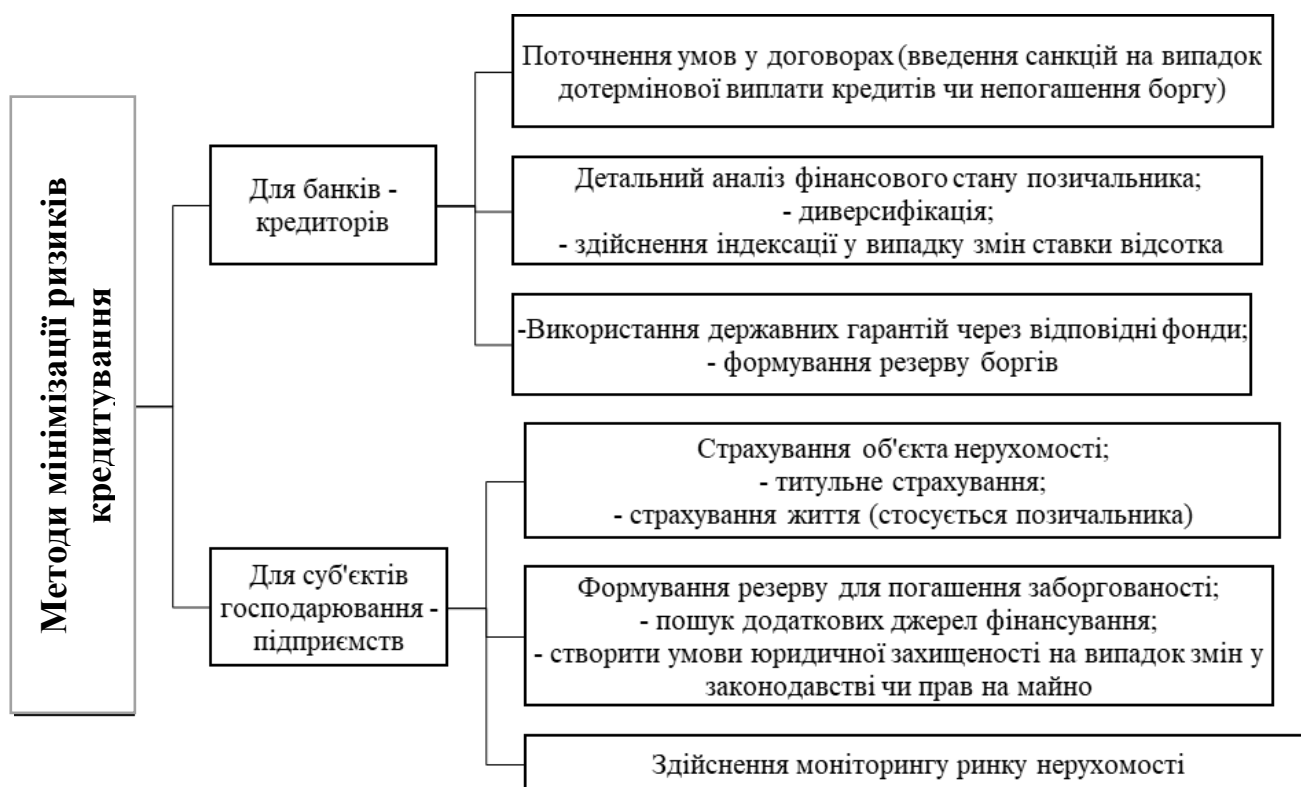 Методи мінімізації ризиків
кредитування
Для банків -
кредиторів
Поточнення умов у договорах (введення санкцій на випадок
дотермінової виплати кредитів чи непогашення боргу)
Детальний аналіз фінансового стану позичальника;
- диверсифікація;
- здійснення індексації у випадку змін ставки відсотка
-Використання державних гарантій через відповідні фонди;
- формування резерву боргів
Для суб'єктів
господарювання -
підприємств
Страхування об'єкта нерухомості;
- титульне страхування;
- страхування життя (стосується позичальника)
Формування резерву для погашення заборгованості;
- пошук додаткових джерел фінансування;
- створити умови юридичної захищеності на випадок змін у
законодавстві чи прав на майно
Здійснення моніторингу ринку нерухомості